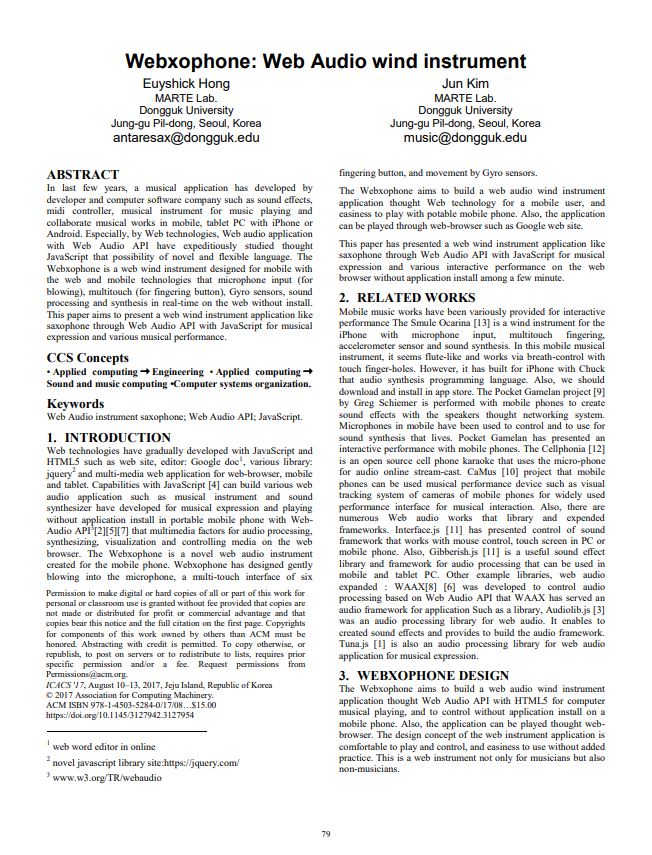 Webxophone: Web Audio wind instrument
Euyshick Hong
MARTE Lab.
Dongguk University
Jung-gu Pil-dong, Seoul, Korea
antaresax@dongguk.edu
Jun Kim
MARTE Lab.
Dongguk University
Jung-gu Pil-dong, Seoul, Korea
music@dongguk.edu
ABSTRACT
In last few years, a musical application has developed by
developer and computer software company such as sound effects,
midi controller, musical instrument for music playing and
collaborate musical works in mobile, tablet PC with iPhone or
Android. Especially, by Web technologies, Web audio application
with Web Audio API have expeditiously studied thought
JavaScript that possibility of novel and flexible language. The
Webxophone is a web wind instrument designed for mobile with
the web and mobile technologies that microphone input (for
blowing), multitouch (for fingering button), Gyro sensors, sound
processing and synthesis in real-time on the web without install.
This paper aims to present a web wind instrument application like
saxophone through Web Audio API with JavaScript for musical
expression and various musical performance.
CCS Concepts
• Applied computing➞Engineering • Applied computing➞
Sound and music computing •Computer systems organization.
Keywords
Web Audio instrument saxophone; Web Audio API; JavaScript.
1. INTRODUCTION
Web technologies have gradually developed with JavaScript and
HTML5 such as web site, editor: Google doc1, various library:
jquery2 and multi-media web application for web browser, mobile
and tablet. Capabilities with JavaScript [4] can build various web
audio application such as musical instrument and sound
synthesizer have developed for musical expression and playing
without application install in portable mobile phone with Web-
Audio API3[2][5][7] that multimedia factors for audio processing,
synthesizing, visualize and controlling media on the web
browser. The Webxophone is a novel web audio instrument
created for the mobile phone. Webxophone has designed gently
blowing into the microphone, a multi-touch interface of six
Permission to make digital or hard copies of all or part of this work for
personal or classroom use is granted without fee provided that copies are
not made or distributed for profit or commercial advantage and that
copies bear this notice and the full citation on the first page. Copyrights
for components of this work owned by others than ACM must be
honored. Abstracting with credit is permitted. To copy otherwise, or
republish, to post on servers or to redistribute to lists, requires prior
specific permission and/or a fee. Request permissions from
Permissions@acm.org.
ICACS '17, August 10–13, 2017, Jeju Island, Republic of Korea
© 2017 Association for Computing Machinery.
ACM ISBN 978-1-4503-5284-0/17/08…$15.00
https://doi.org/10.1145/3127942.3127954
1 web word editor in online
2 novel javascript library site:https://jquery.com/
3 www.w3.org/TR/webaudio
fingering button, and movement by Gyro sensors.
The Webxophone aims to build a web audio wind instrument
application thought Web technology for a mobile user, and
easiness to play with potable mobile phone. Also, the application
can be played through web-browser such as Google web site.
This paper has presented a web wind instrument application like
saxophone through Web Audio API with JavaScript for musical
expression and various interactive performance on the web
browser without application install among a few minute.
2. RELATED WORKS
Mobile music works have been variously provided for interactive
performance The Smule Ocarina [13] is a wind instrument for the
iPhone with microphone input, multitouch fingering,
accelerometer sensor and sound synthesis. In this mobile musical
instrument, it seems flute-like and works via breath-control with
touch finger-holes. However, it has built for iPhone with Chuck
that audio synthesis programming language. Also, we should
download and install in app store. The Pocket Gamelan project [9]
by Greg Schiemer is performed with mobile phones to create
sound effects with the speakers thought networking system.
Microphones in mobile have been used to control and to use for
sound synthesis that lives. Pocket Gamelan has presented an
interactive performance with mobile phones. The Cellphonia [12]
is an open source cell phone karaoke that uses the micro-phone
for audio online stream. CaMus [10] project that mobile
phones can be used musical performance device such as visual
tracking system of cameras of mobile phones for widely used
performance interface for musical interaction. Also, there are
numerous Web audio works that library and expended
frameworks. Interface.js [11] has presented control of sound
framework that works with mouse control, touch screen in PC or
mobile phone. Also, Gibberish.js [11] is a useful sound effect
library and framework for audio processing that can be used in
mobile and tablet PC. Other example libraries, web audio
expanded : WAAX[8] [6] was developed to control audio
processing based on Web Audio API that WAAX has served an
audio framework for application Such as a library, Audiolib.js [3]
was an audio processing library for web audio. It enables to
created sound effects and provides to build the audio framework.
Tuna.js [1] is also an audio processing library for web audio
application for musical expression.
3. WEBXOPHONE DESIGN
The Webxophone aims to build a web audio wind instrument
application thought Web Audio API with HTML5 for computer
musical playing, and to control without application install on a
mobile phone. Also, the application can be played thought web-
browser. The design concept of the web instrument application is
comfortable to play and control, and easiness to use without added
practice. This is a web instrument not only for musicians but also
non-musicians.
79